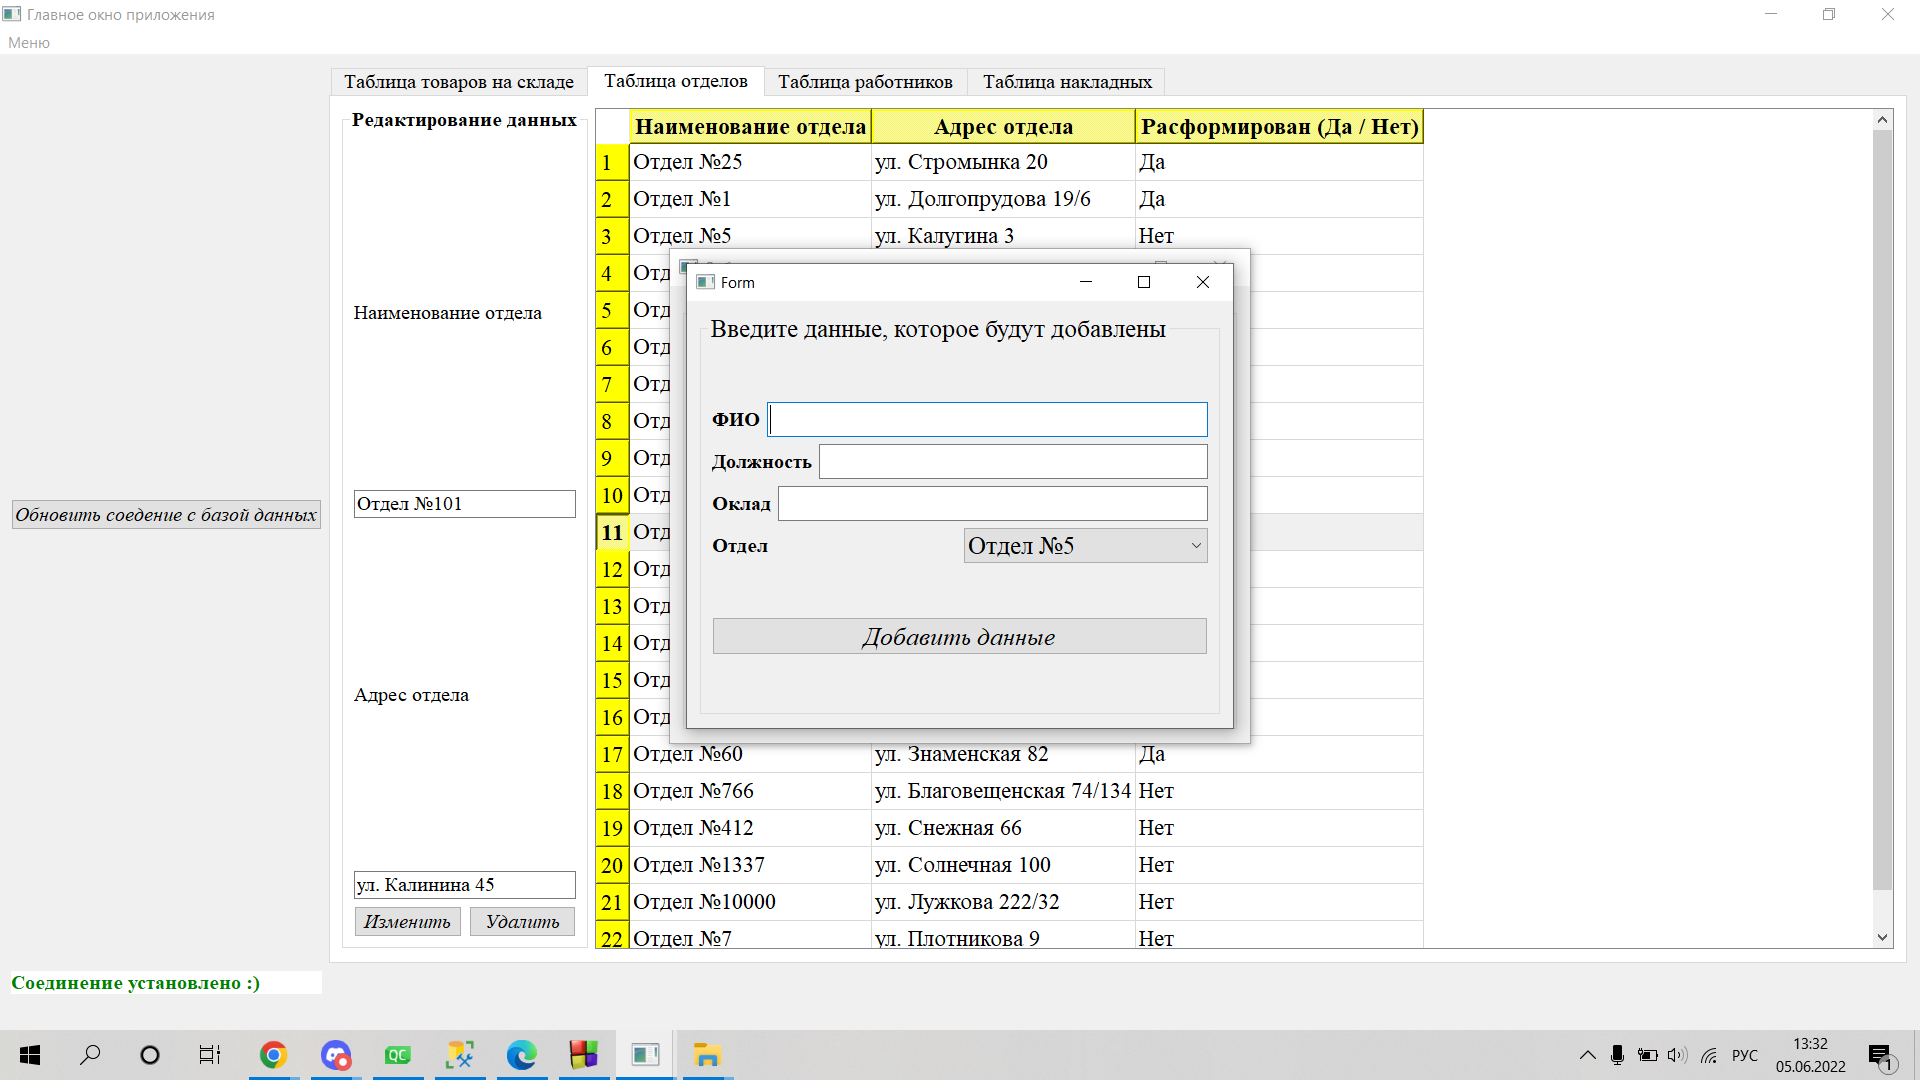 Главное окно приложения
Меню
Таблица товаров на складе
Таблица отделов
Таблица работников
Таблица накладных
Редактирование данных
Наименование отдела
Отдел №101
Адрес отдела
ул. Калинина 45
Изменить
Удалить
Обновить соедение с базой данных
Соединение установлено :)
Наименование отдела Адрес отдела Расформирован (Да / Нет)
1 Отдел №25 ул. Стромынка 20 Да
2 Отдел №1 ул. Долгопрудова 19/6 Да
3 Отдел №5 ул. Калугина 3 Нет
4 Отд
5 Отд
6 Отд
7 Отд
8 Отд
9 Отд
10 Отд
11 Отд
12 Отд
13 Отд
14 Отд
15 Отд
16 Отд
17 Отдел №60 ул. Знаменская 82 Да
18 Отдел №766 ул. Благовещенская 74/134 Нет
19 Отдел №412 ул. Снежная 66 Нет
20 Отдел №1337 ул. Солнечная 100 Нет
21 Отдел №10000 ул. Лужкова 222/32 Нет
22 Отдел №7 ул. Плотникова 9 Нет
Form
Введите данные, которое будут добавлены
ФИО
Должность
Оклад
Отдел Отдел №5
Добавить данные
QC
РУС
13:32
05.06.2022
1